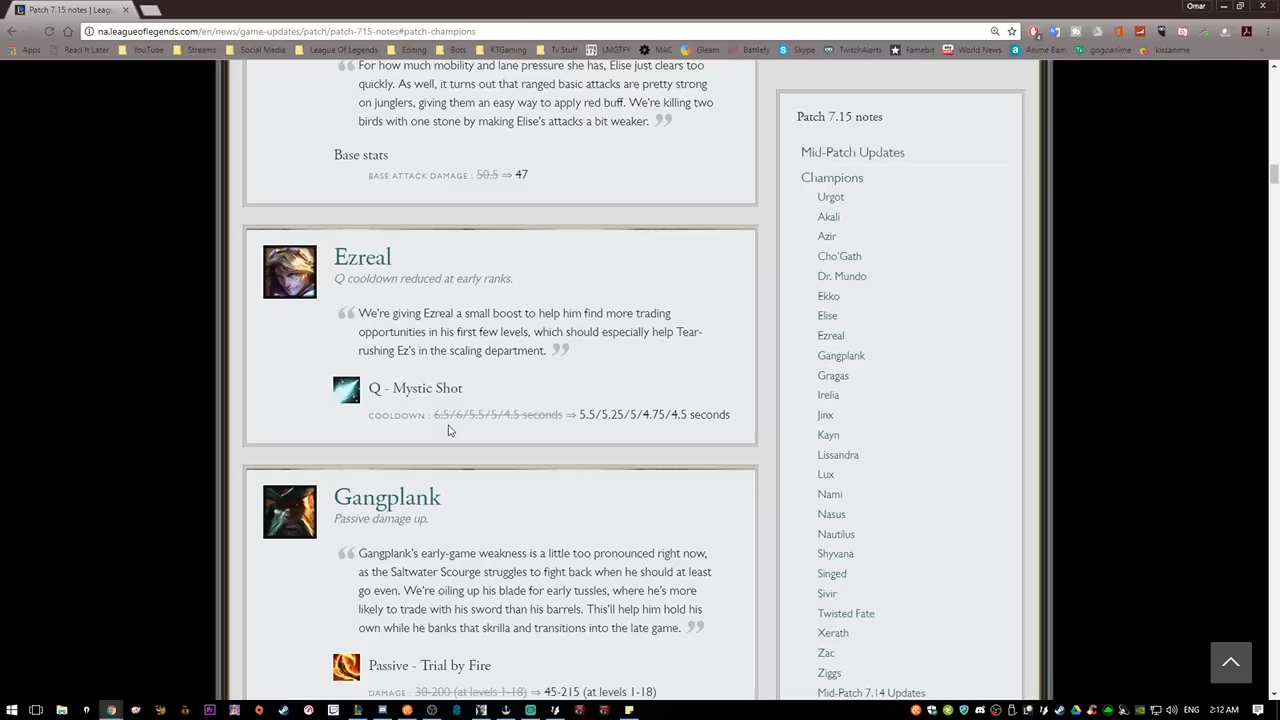 Patch 7.15 notes | Leagu
Omar
na.leagueoflegends.com/en/news/game-updates/patch/patch-715-notes#patch-champions
Apps Read It Later YouTube Streams Social Media League Of Legends Editing Bots KTGaming Tv Stuff LMGTFY MAC Gleam Battlefy Skype TwitchAlerts Famebit World News Anime Bam gogoanime kissanime
For how much mobility and lane pressure she has, Elise just clears too
quickly. As well, it turns out that ranged basic attacks are pretty strong
on junglers, giving them an easy way to apply red buff. We're killing two
birds with one stone by making Elise's attacks a bit weaker.
Base stats
BASE ATTACK DAMAGE : 50.5 ⇒ 47
Ezreal
Q cooldown reduced at early ranks.
We're giving Ezreal a small boost to help him find more trading
opportunities in his first few levels, which should especially help Tear-
rushing Ez's in the scaling department.
Q - Mystic Shot
COOLDOWN : 6.5/6/5.5/5/4.5 seconds ⇒ 5.5/5.25/5/4.75/4.5 seconds
Gangplank
Passive damage up.
Gangplank's early-game weakness is a little too pronounced right now,
as the Saltwater Scourge struggles to fight back when he should at least
go even. We're oiling up his blade for early tussles, where he's more
likely to trade with his sword than his barrels. This'll help him hold his
own while he banks that skrilla and transitions into the late game.
Passive - Trial by Fire
DAMAGE : 30-200 (at levels 1-18) ⇒ 45-215 (at levels 1-18)
Patch 7.15 notes
Mid-Patch Updates
Champions
Urgot
Akali
Azir
Cho'Gath
Dr. Mundo
Ekko
Elise
Ezreal
Gangplank
Gragas
Irelia
Jinx
Kayn
Lissandra
Lux
Nami
Nasus
Nautilus
Shyvana
Singed
Sivir
Twisted Fate
Xerath
Zac
Ziggs
Mid-Patch 7.14 Updates
ENG 2:12 AM